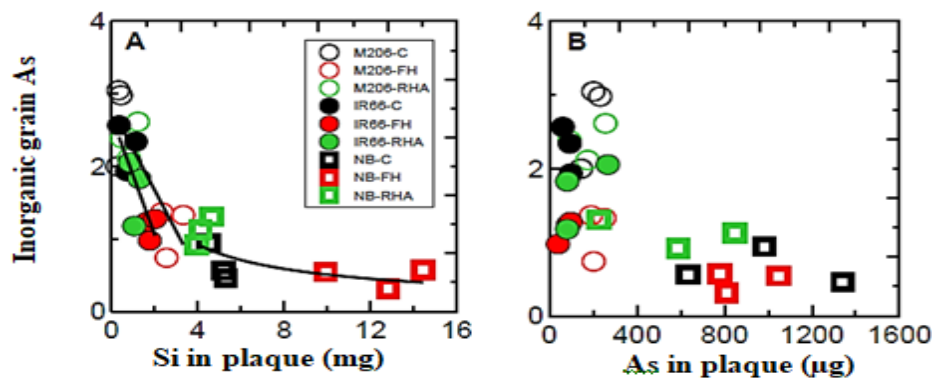 Inorganic grain As
A
4
2
0
M206-C
M206-FH
M206-RHA
IR66-C
IR66-FH
IR66-RHA
NB-C
NB-FH
NB-RHA
0 4 8 12 16
Si in plaque (mg)
B
4
2
0
0 400 800 1200 1600
As in plaque (µg)